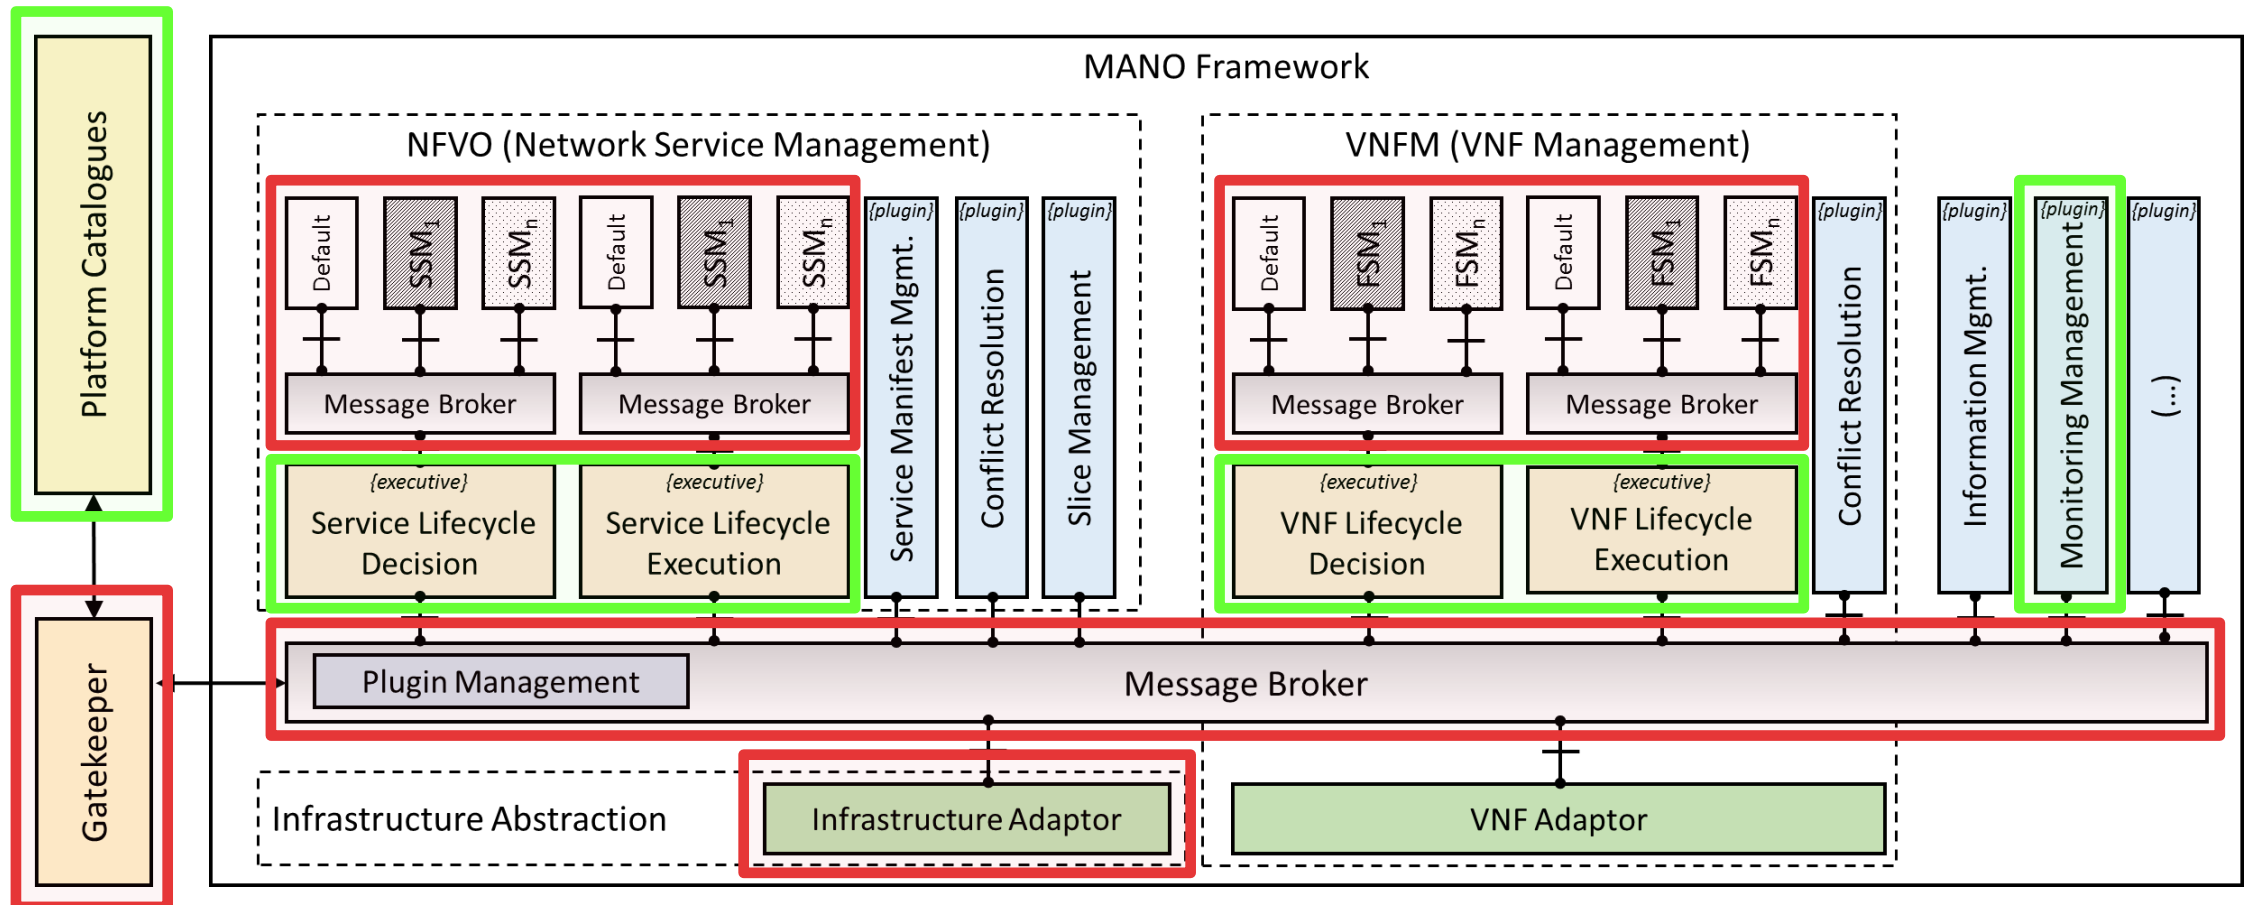 MANO Framework
Platform Catalogues
Gatekeeper
NFVO (Network Service Management)
Default
SSM1
SSMn
Default
SSM1
SSMn
Message Broker
Message Broker
{executive}
Service Lifecycle
Decision
{executive}
Service Lifecycle
Execution
{plugin}
Service Manifest Mgmt.
{plugin}
Conflict Resolution
{plugin}
Slice Management
VNFM (VNF Management)
Default
FSM1
FSMn
Default
FSM1
FSMn
Message Broker
Message Broker
{executive}
VNF Lifecycle
Decision
{executive}
VNF Lifecycle
Execution
{plugin}
Conflict Resolution
{plugin}
Information Mgmt.
{plugin}
Monitoring Management
{plugin}
(...)
Plugin Management
Message Broker
Infrastructure Abstraction
Infrastructure Adaptor
VNF Adaptor